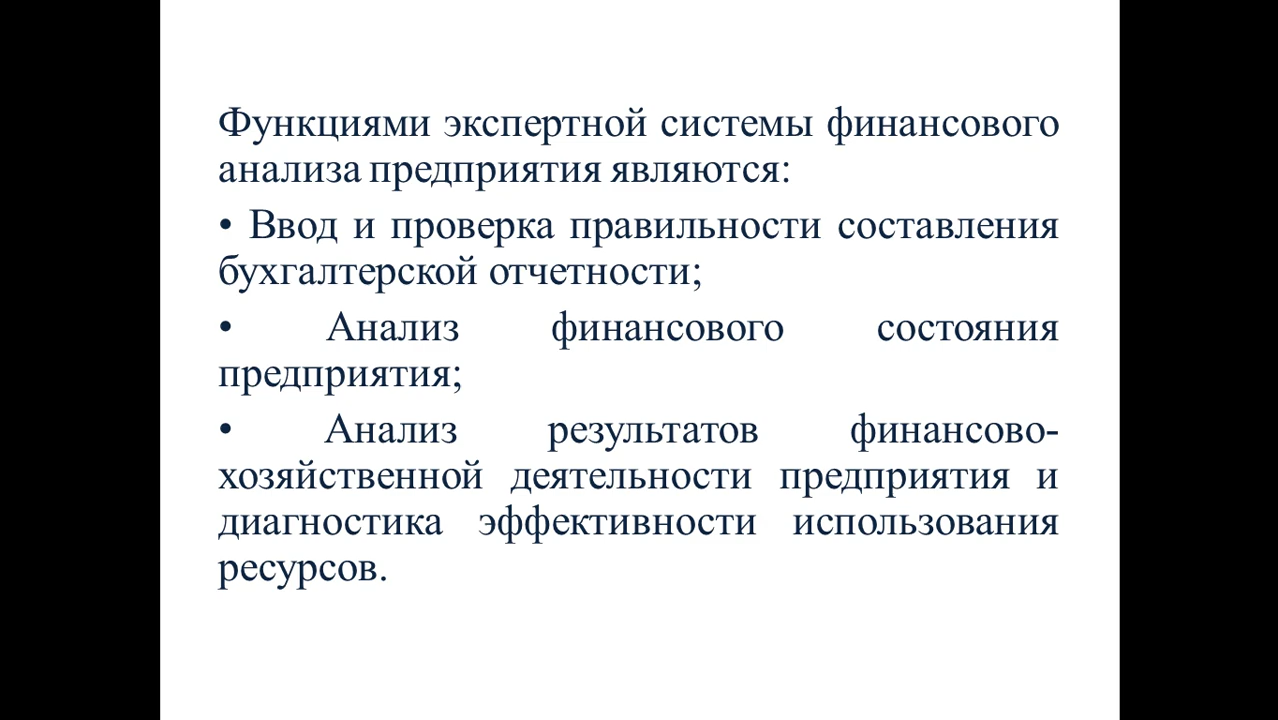 Функциями экспертной системы финансового
анализа предприятия являются:
• Ввод и проверка правильности составления
бухгалтерской отчетности;
• Анализ финансового состояния
предприятия;
• Анализ результатов финансово-
хозяйственной деятельности предприятия и
диагностика эффективности использования
ресурсов.